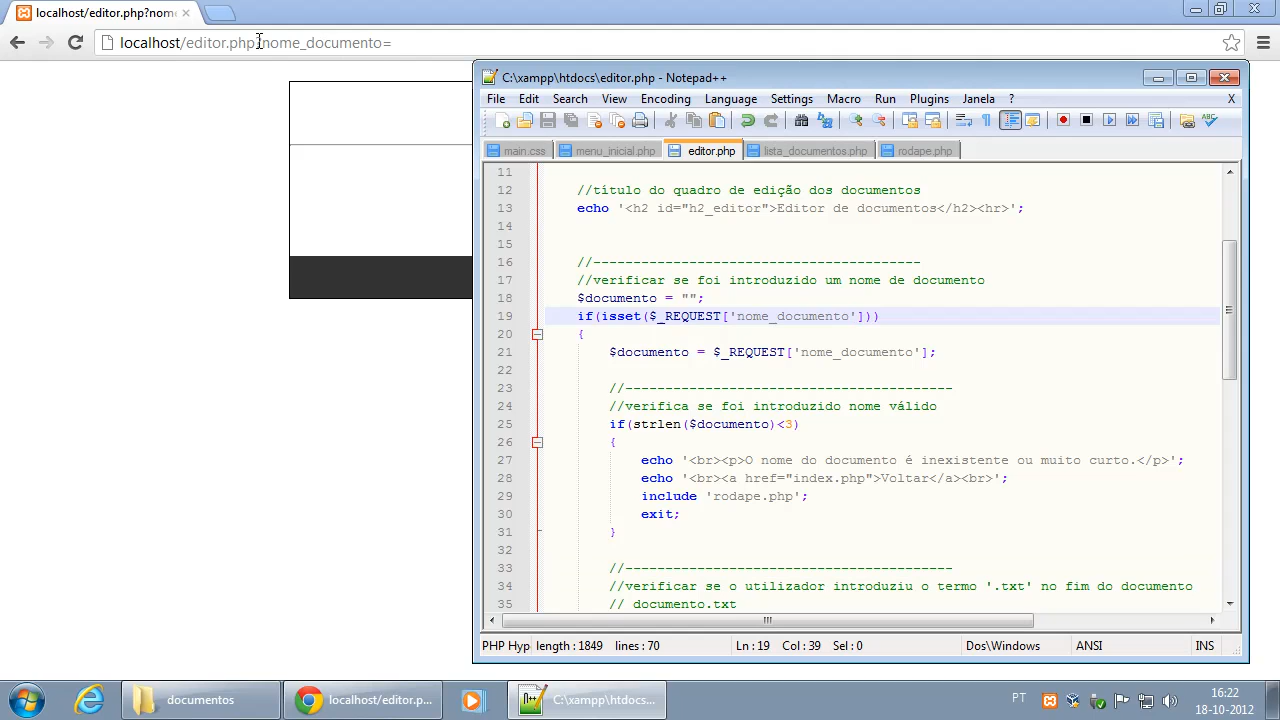 localhost/editor.php?nome
localhost/editor.php?nome_documento=
C:\xampp\htdocs\editor.php - Notepad++
File Edit Search View Encoding Language Settings Macro Run Plugins Janela ? X
main.css menu_inicial.php editor.php lista_documentos.php rodape.php
11
12 //título do quadro de edição dos documentos
13 echo '<h2 id="h2_editor">Editor de documentos</h2><hr>';
14
15
16 //----------------------------------------
17 //verificar se foi introduzido um nome de documento
18 $documento = "";
19 if(isset($_REQUEST['nome_documento']))
20 {
21 $documento = $_REQUEST['nome_documento'];
22
23 //----------------------------------------
24 //verifica se foi introduzido nome válido
25 if(strlen($documento)<3)
26 {
27 echo '<br><p>O nome do documento é inexistente ou muito curto.</p>';
28 echo '<br><a href="index.php">Voltar</a><br>';
29 include 'rodape.php';
30 exit;
31 }
32
33 //----------------------------------------
34 //verificar se o utilizador introduziu o termo '.txt' no fim do documento
35 // documento.txt
PHP Hyp length : 1849 lines : 70 Ln : 19 Col : 39 Sel : 0 Dos\Windows ANSI INS
documentos localhost/editor.p... C:\xampp\htdocs... PT 16:22
18-10-2012